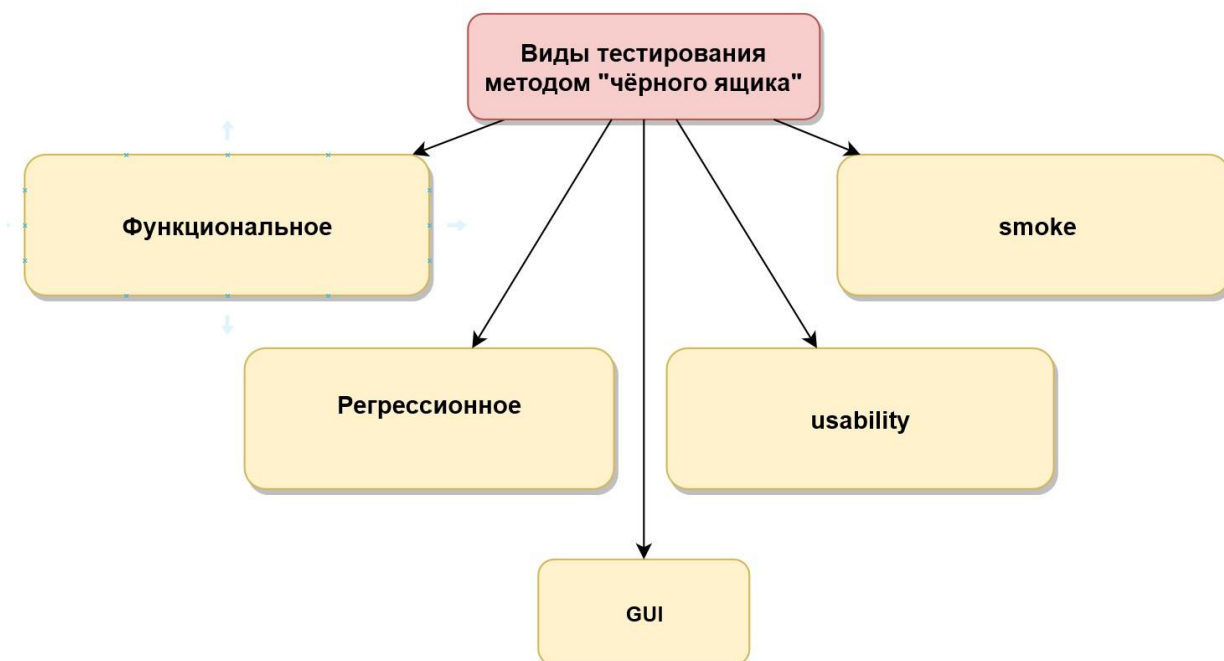 Виды тестирования
методом "чёрного ящика"
Функциональное
smoke
Регрессионное
usability
GUI